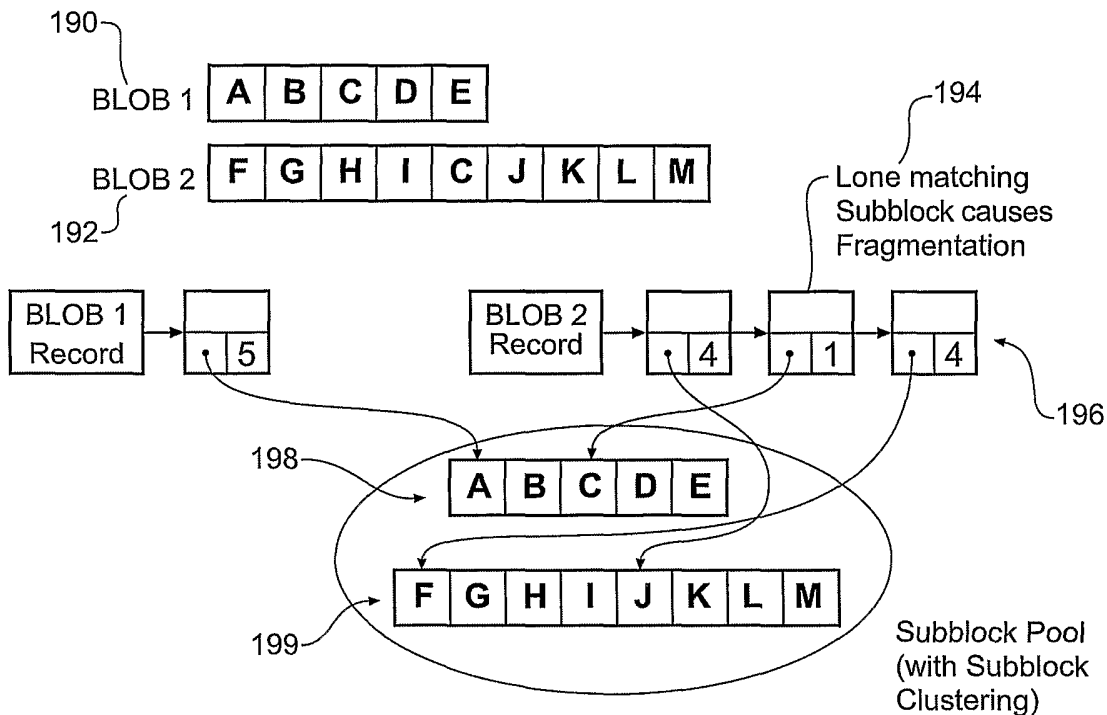 190
BLOB 1 A B C D E
194
BLOB 2 F G H I C J K L M
192
Lone matching
Subblock causes
Fragmentation
BLOB 1
Record
5
BLOB 2
Record
4
1
4
196
198
A B C D E
F G H I J K L M
199
Subblock Pool
(with Subblock
Clustering)